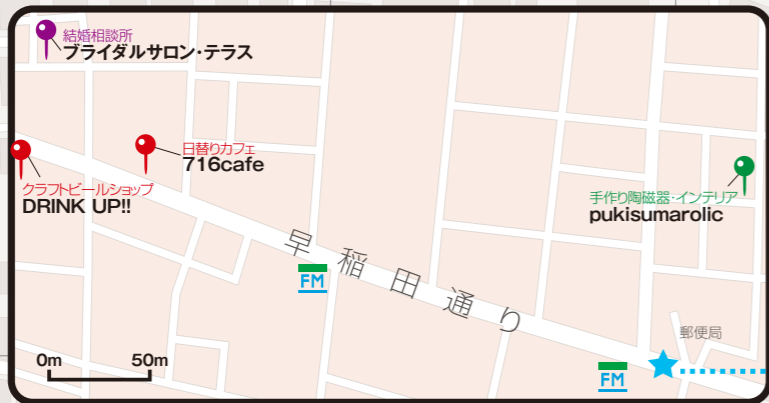 結婚相談所
ブライダルサロン・テラス
日替りカフェ
716cafe
クラフトビールショップ
DRINK UP!!
手作り陶磁器・インテリア
pukisumarolic
早稲田通り
FM
郵便局
FM
0m 50m